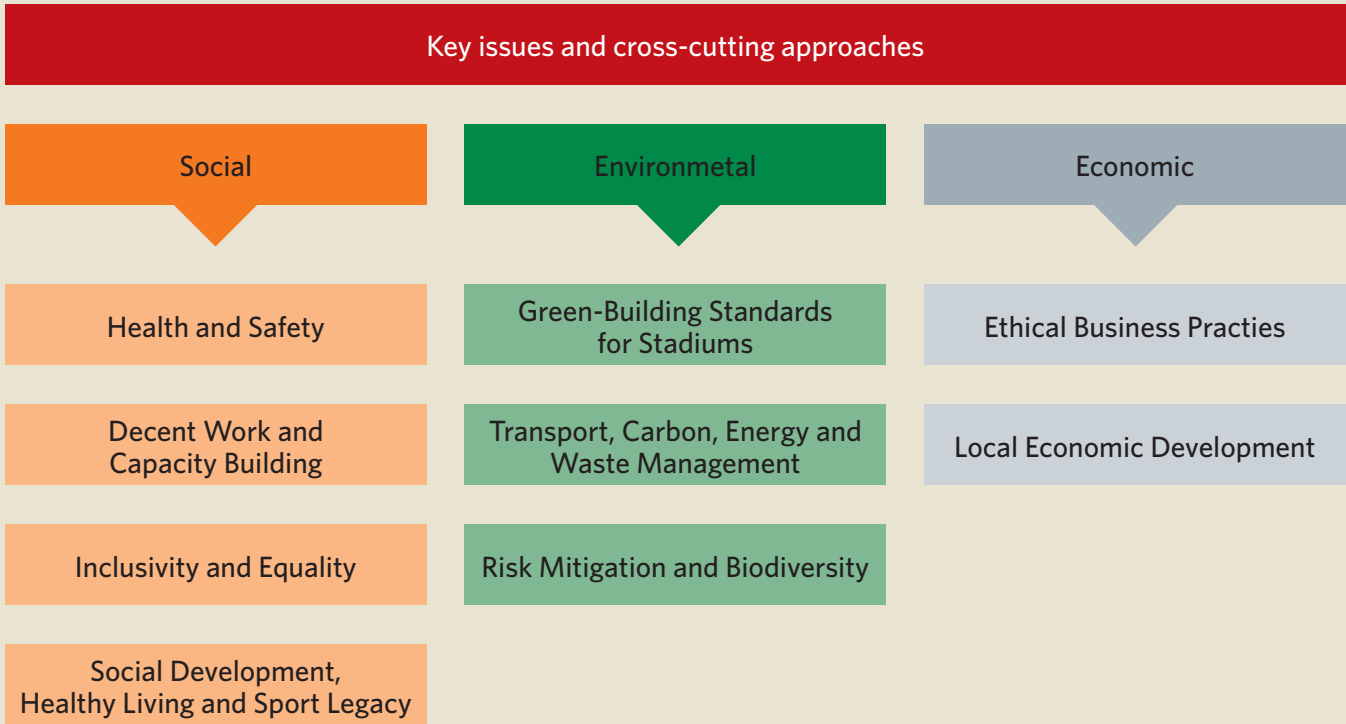 Key issues and cross-cutting approaches
Social
Health and Safety
Decent Work and
Capacity Building
Inclusivity and Equality
Social Development,
Healthy Living and Sport Legacy
Environmetal
Green-Building Standards
for Stadiums
Transport, Carbon, Energy and
Waste Management
Risk Mitigation and Biodiversity
Economic
Ethical Business Practies
Local Economic Development